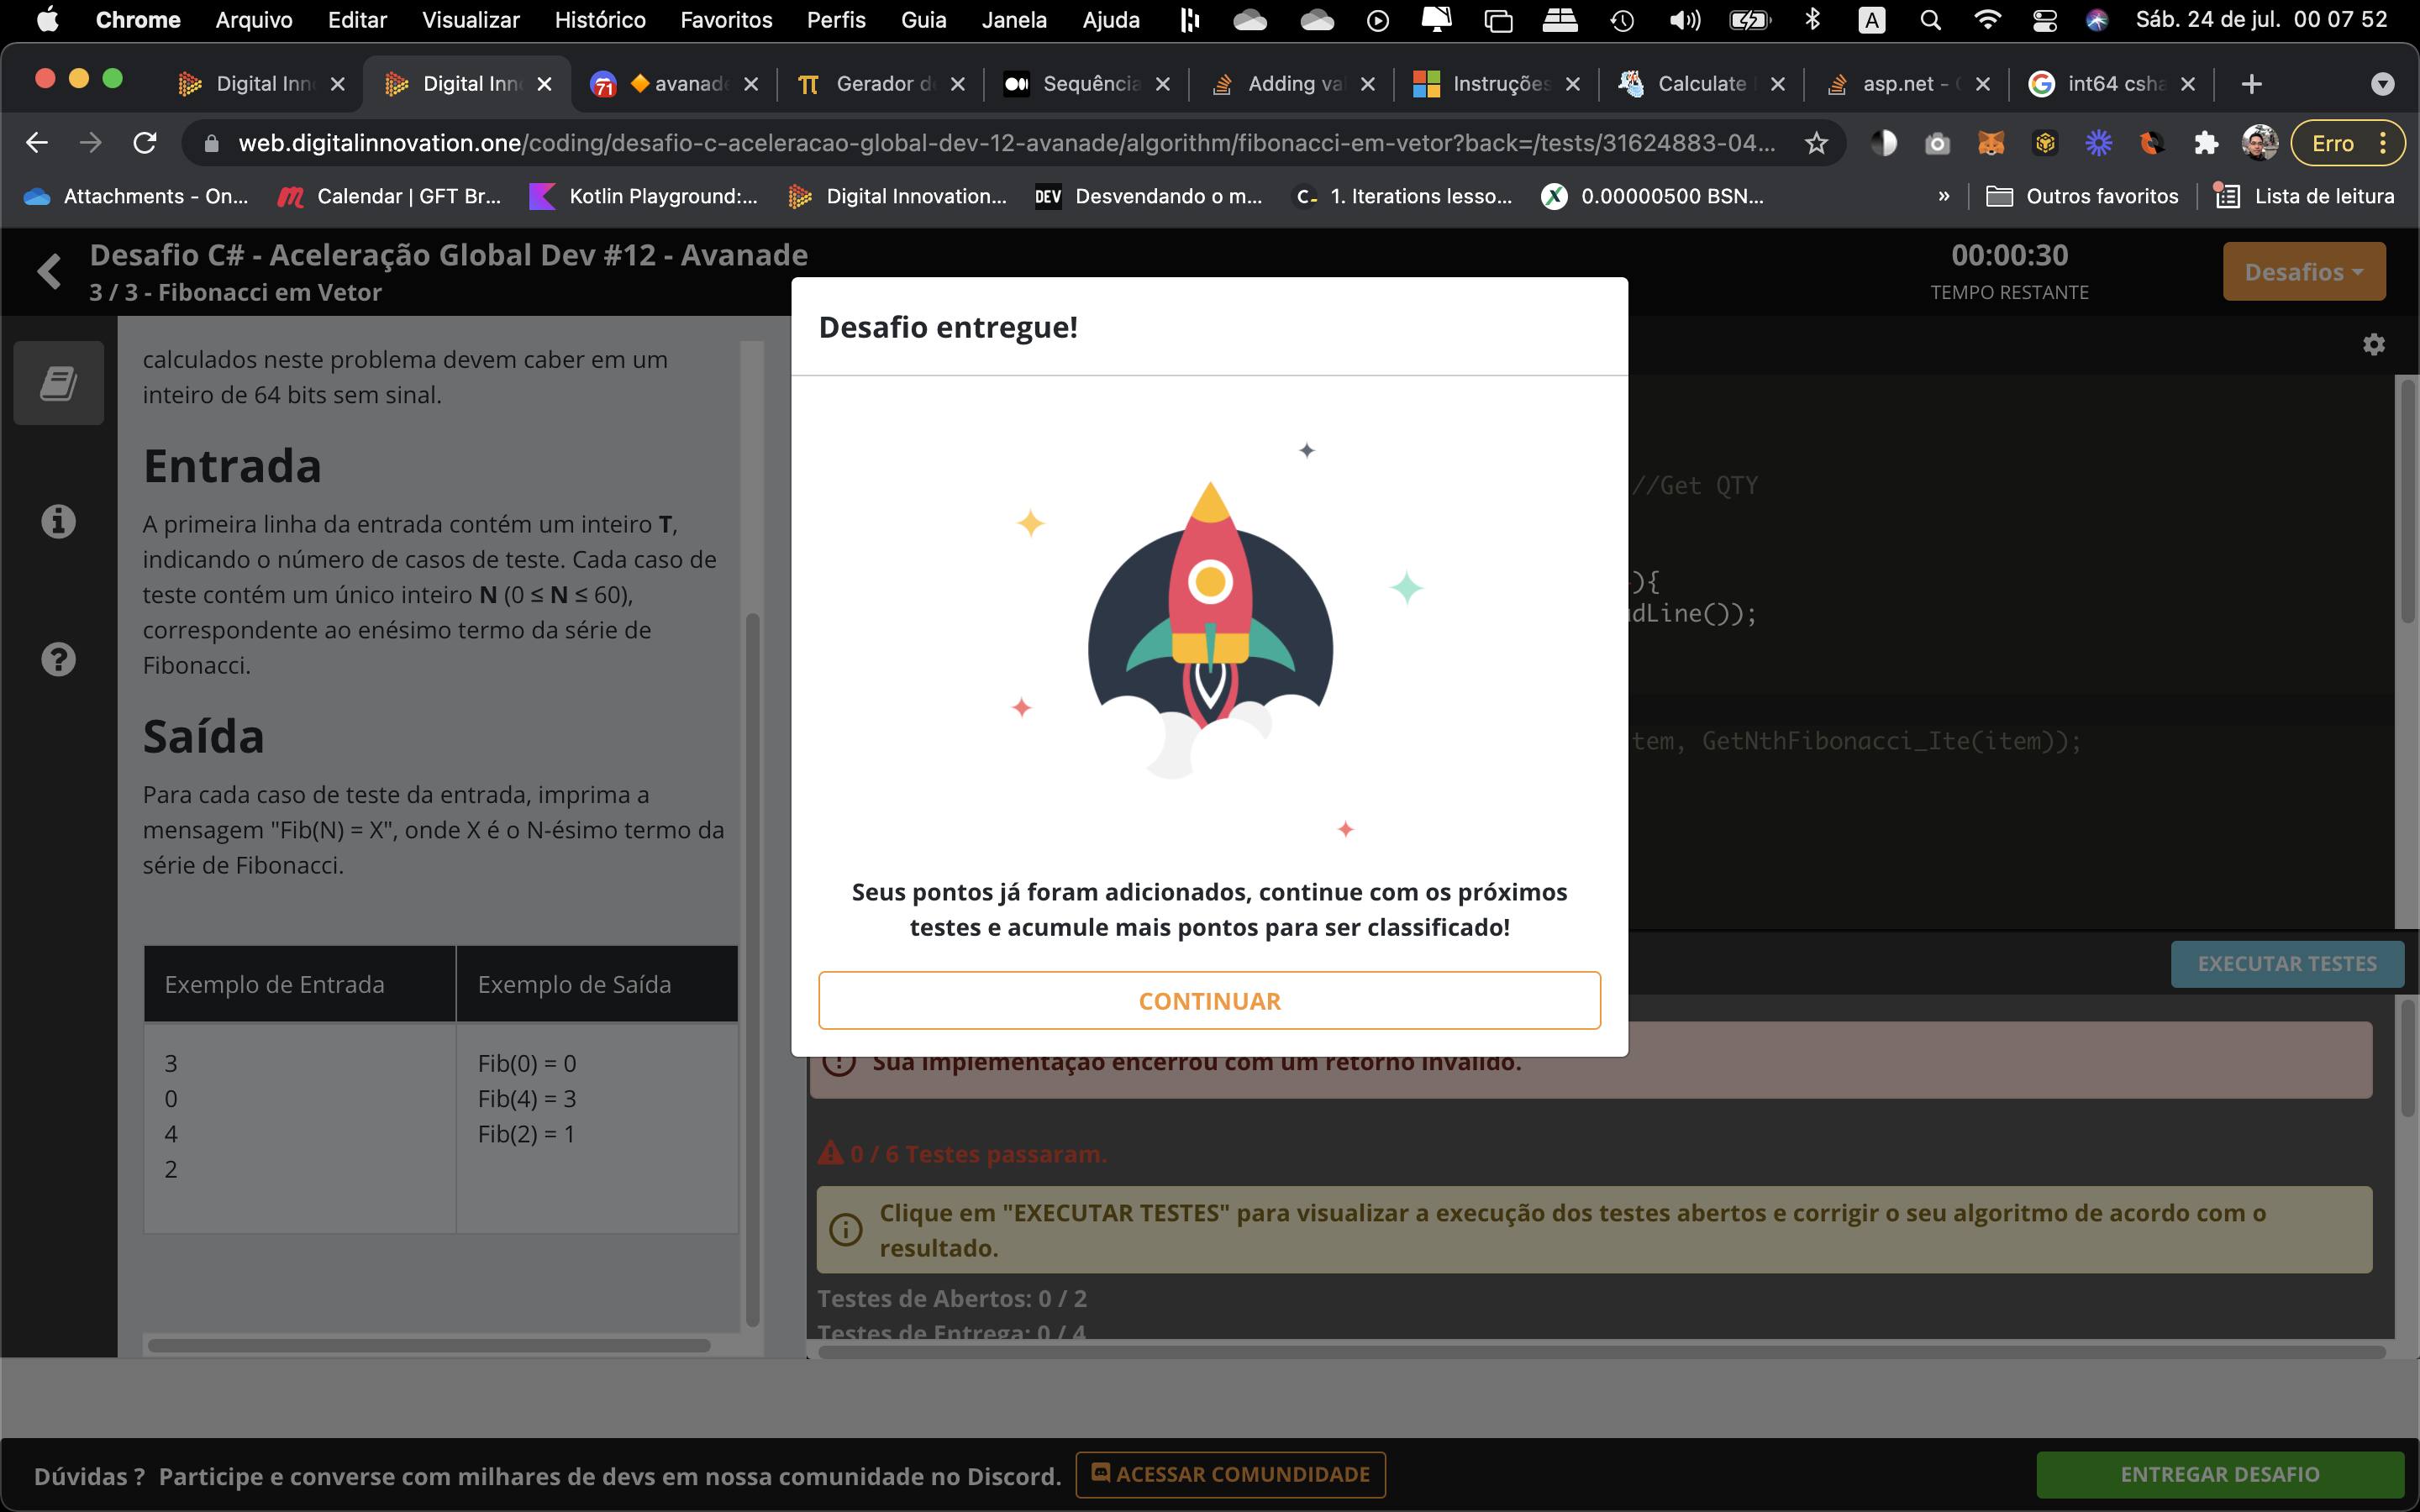 Chrome Arquivo Editar Visualizar Histórico Favoritos Perfis Guia Janela Ajuda A Sáb. 24 de jul. 00 07 52
Digital Inn Digital Inn 71 avanad Gerador d Sequência Adding va Instruções Calculate asp.net - int64 csha
web.digitalinnovation.one/coding/desafio-c-aceleracao-global-dev-12-avanade/algorithm/fibonacci-em-vetor?back=/tests/31624883-04... Erro
Attachments - On... Calendar | GFT Br... Kotlin Playground:... Digital Innovation... DEV Desvendando o m... C. 1. Iterations lesso... 0.00000500 BSN... » Outros favoritos Lista de leitura
Desafio C# - Aceleração Global Dev #12 - Avanade
3 / 3 - Fibonacci em Vetor
00:00:30
TEMPO RESTANTE
Desafios
calculados neste problema devem caber em um
inteiro de 64 bits sem sinal.
Entrada
A primeira linha da entrada contém um inteiro T,
indicando o número de casos de teste. Cada caso de
teste contém um único inteiro N (0 ≤ N ≤ 60),
correspondente ao enésimo termo da série de
Fibonacci.
Saída
Para cada caso de teste da entrada, imprima a
mensagem "Fib(N) = X", onde X é o N-ésimo termo da
série de Fibonacci.
Exemplo de Entrada Exemplo de Saída
3 Fib(0) = 0
0 Fib(4) = 3
4 Fib(2) = 1
2
Desafio entregue!
Seus pontos já foram adicionados, continue com os próximos
testes e acumule mais pontos para ser classificado!
CONTINUAR
//Get QTY
){
dLine());
tem, GetNthFibonacci_Ite(item));
EXECUTAR TESTES
Sua implementação encerrou com um retorno inválido.
0 / 6 Testes passaram.
Clique em "EXECUTAR TESTES" para visualizar a execução dos testes abertos e corrigir o seu algoritmo de acordo com o
resultado.
Testes de Abertos: 0 / 2
Testes de Entrega: 0 / 4
Dúvidas ? Participe e converse com milhares de devs em nossa comunidade no Discord. ACESSAR COMUNDIDADE
ENTREGAR DESAFIO